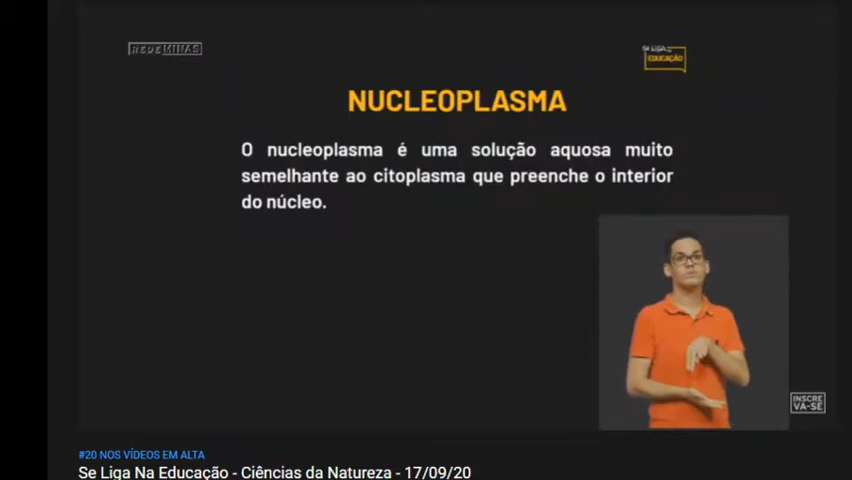 REDE MINAS
SE LIGA NA
EDUCAÇÃO
NUCLEOPLASMA
O nucleoplasma é uma solução aquosa muito
semelhante ao citoplasma que preenche o interior
do núcleo.
INSCRE
VA-SE
#20 NOS VÍDEOS EM ALTA
Se Liga Na Educação - Ciências da Natureza - 17/09/20